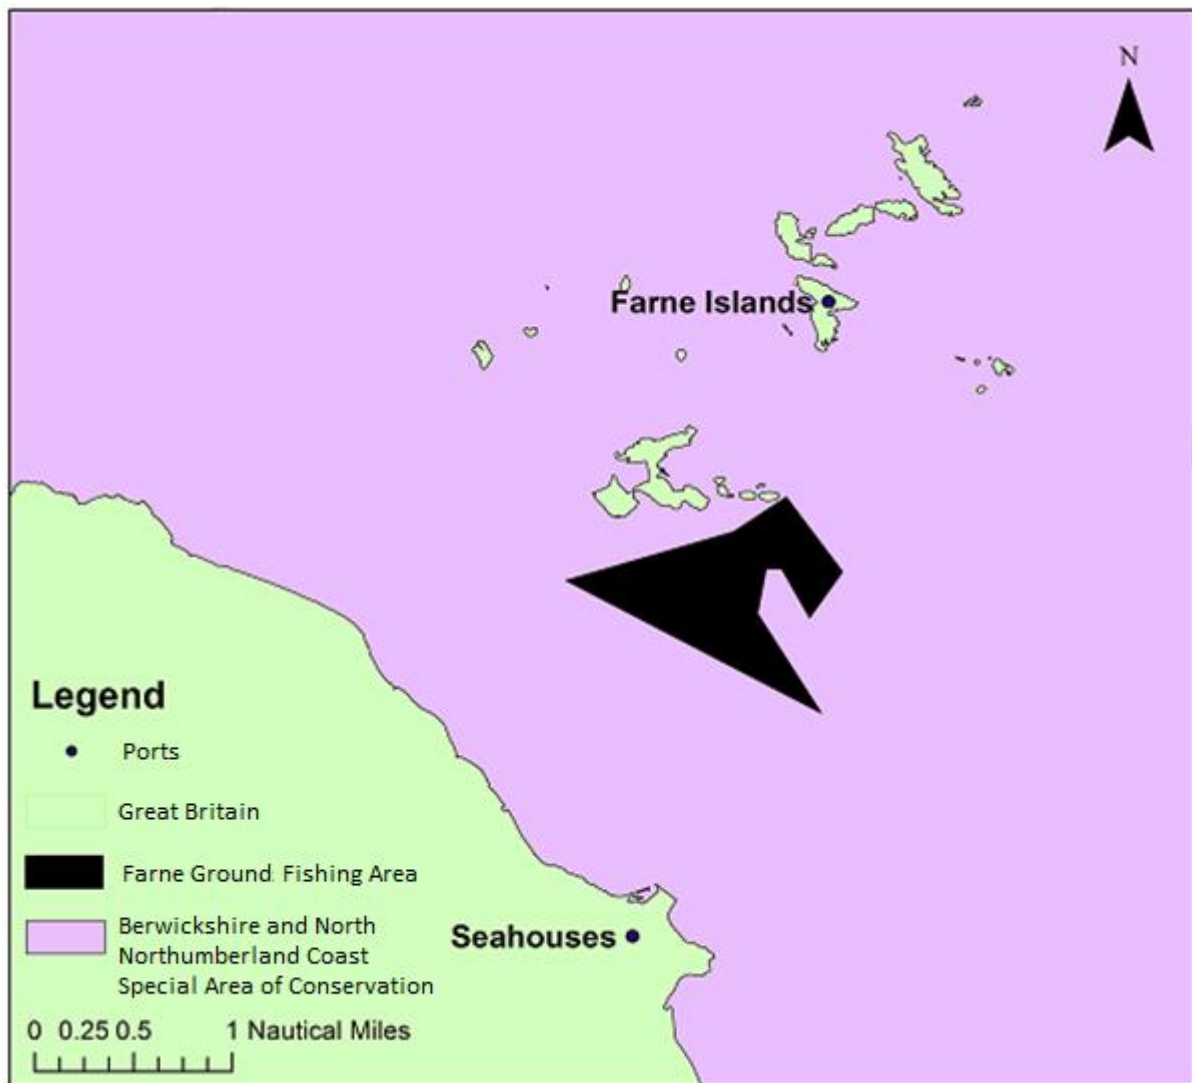 N
Farne Islands
Legend
Ports
Great Britain
Farne Ground Fishing Area
Berwickshire and North
Northumberland Coast
Special Area of Conservation
Seahouses
0 0.25 0.5 1 Nautical Miles